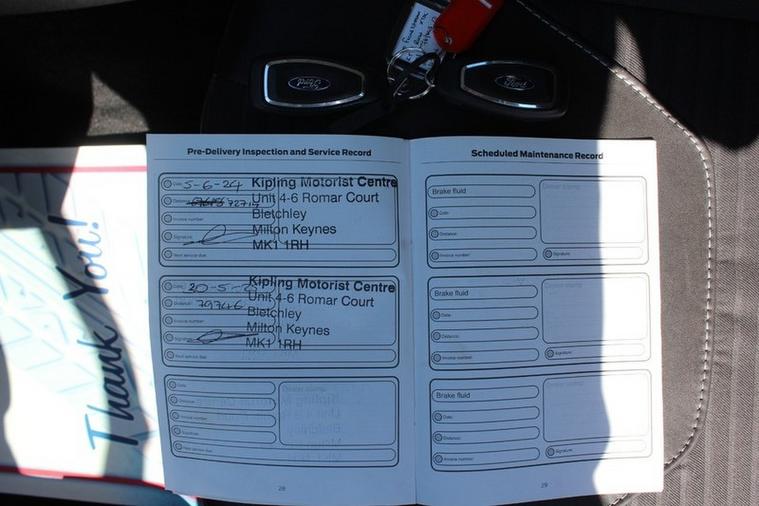 Ford
Ford
Thank You!
Pre-Delivery Inspection and Service Record
Date 5-6-24
Distance 72714
Invoice number
Signature
Next service due
Kipling Motorist Centre
Unit 4-6 Romar Court
Bletchley
Milton Keynes
MK1 1RH
Date 20-5-
Distance 79746
Invoice number
Next service due
Kipling Motorist Centre
Unit 4-6 Romar Court
Bletchley
Milton Keynes
MK1 1RH
Date
Distance
Invoice number
Signature
Next service due
Dealer stamp
28
Scheduled Maintenance Record
Brake fluid
Date:
Distance:
Invoice number:
Dealer stamp
Signature:
Brake fluid
Date:
Distance:
Invoice number:
Dealer stamp
Signature:
Brake fluid
Date:
Distance:
Invoice number:
Dealer stamp
Signature:
29